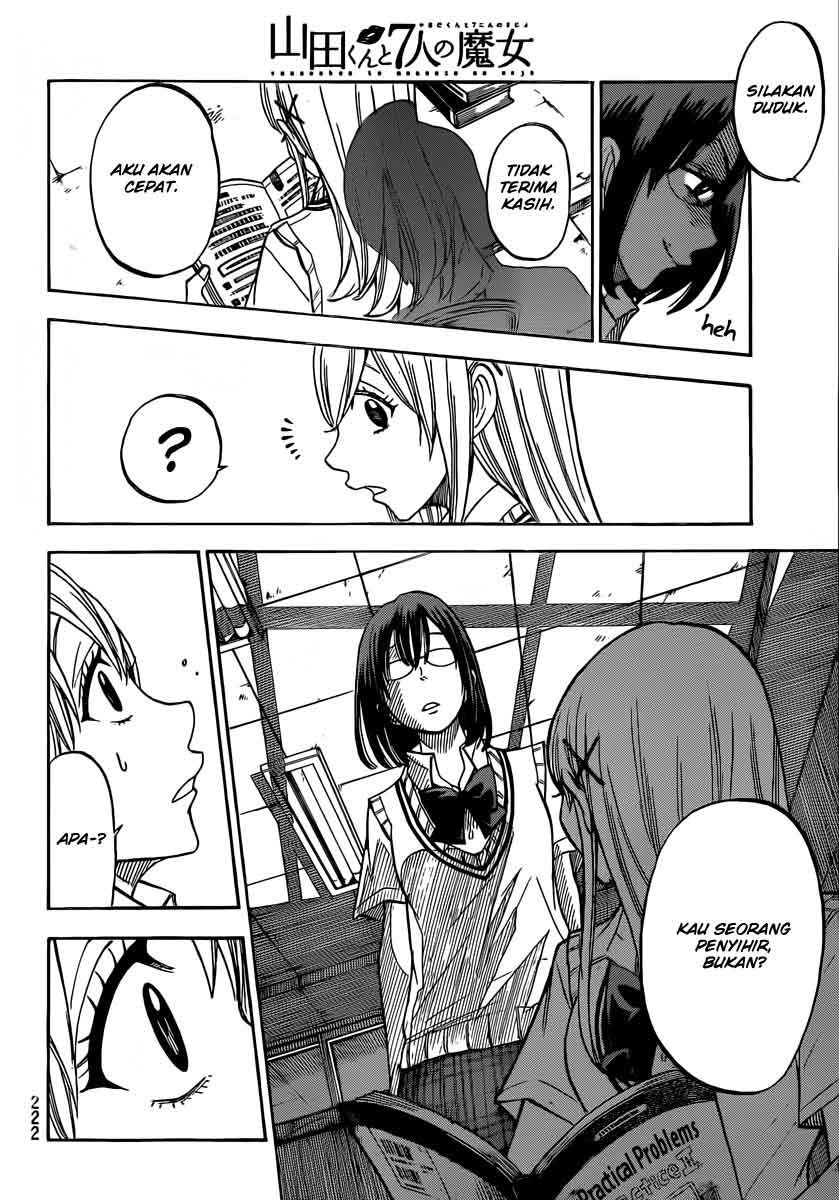 山田くんと7人の魔女
SILAKAN
DUDUK.
heh
TIDAK
TERIMA
KASIH.
AKU AKAN
CEPAT.
?
KAU SEORANG
PENYIHIR,
BUKAN?
Practical Problems
APA-?
222